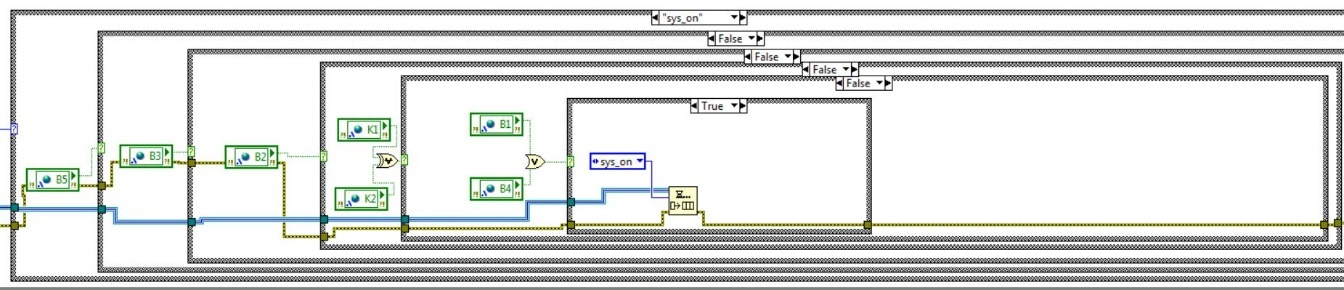 "sys_on"
False
False
False
False
True
K1
B1
B3
B2
sys_on
B5
B4
K2